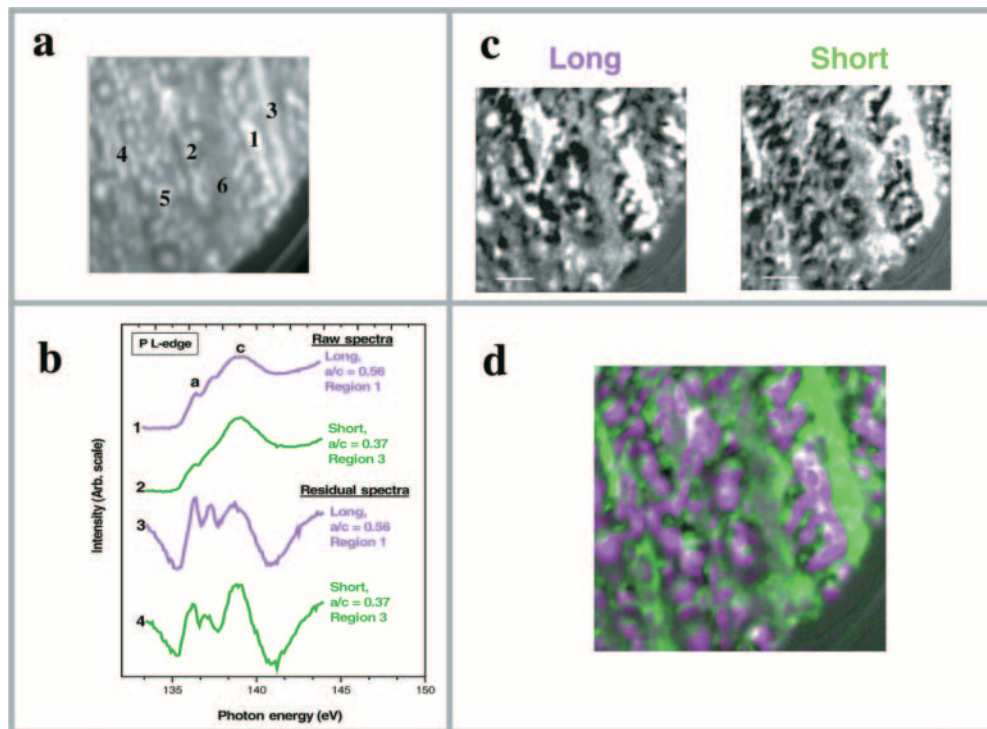 a
3
1
2
4
6
5
c
Long
Short
b
P L-edge
Raw spectra
c
Long,
a/c = 0.56
Region 1
a
1
Short,
a/c = 0.37
Region 3
2
Residual spectra
3
Long,
a/c = 0.56
Region 1
Short,
a/c = 0.37
Region 3
4
Intensity (Arb. scale)
135
140
145
150
Photon energy (eV)
d